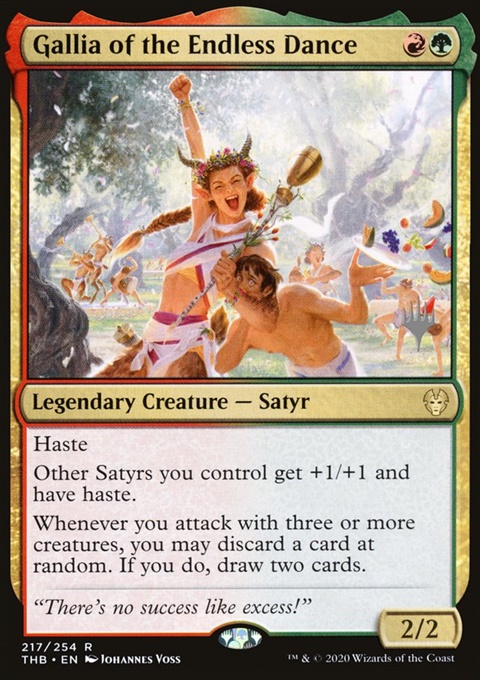 Gallia of the Endless Dance
Legendary Creature — Satyr
Haste
Other Satyrs you control get +1/+1 and
have haste.
Whenever you attack with three or more
creatures, you may discard a card at
random. If you do, draw two cards.
“There’s no success like excess!”
2/2
217/254 R
THB • EN Johannes Voss
™ & © 2020 Wizards of the Coast